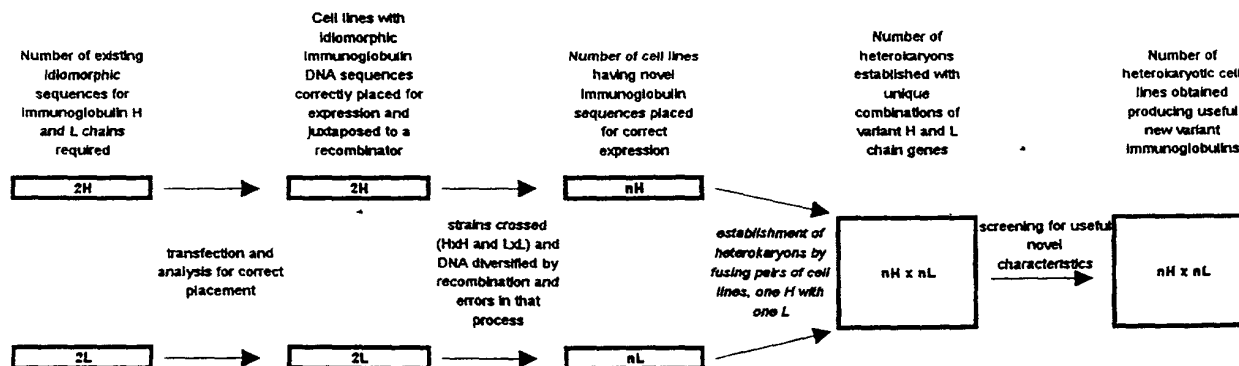 Number of existing
idiomorphic
sequences for
immunoglobulin H
and L chains
required
Cell lines with
idiomorphic
immunoglobulin
DNA sequences
correctly placed for
expression and
juxtaposed to a
recombinator
Number of cell lines
having novel
immunoglobulin
sequences placed
for correct
expression
Number of
heterokaryons
established with
unique
combinations of
variant H and L
chain genes
Number of
heterokaryotic cell
lines obtained
producing useful
new variant
immunoglobulins
2H
2H
nH
transfection and
analysis for correct
placement
strains crossed
(HxH and LxL) and
DNA diversified by
recombination and
errors in that
process
establishment of
heterokaryons by
fusing pairs of cell
lines, one H with
one L
nH x nL
screening for useful
novel
characteristics
nH x nL
2L
2L
nL